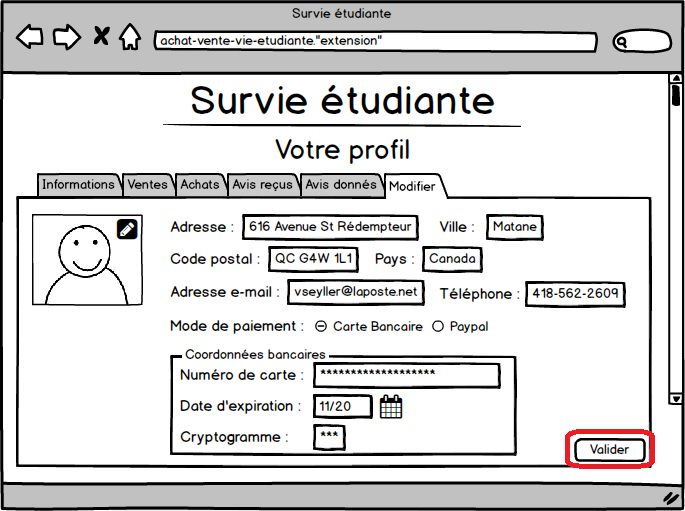 Survie étudiante
achat-vente-vie-etudiante."extension"
Survie étudiante
Votre profil
Informations Ventes Achats Avis reçus Avis donnés Modifier
Adresse : 616 Avenue St Rédempteur Ville : Matane
Code postal : QC G4W 1L1 Pays : Canada
Adresse e-mail : vseyller@laposte.net Téléphone : 418-562-2609
Mode de paiement : Carte Bancaire Paypal
Coordonnées bancaires
Numéro de carte : *******************
Date d'expiration : 11/20
Cryptogramme : ***
Valider